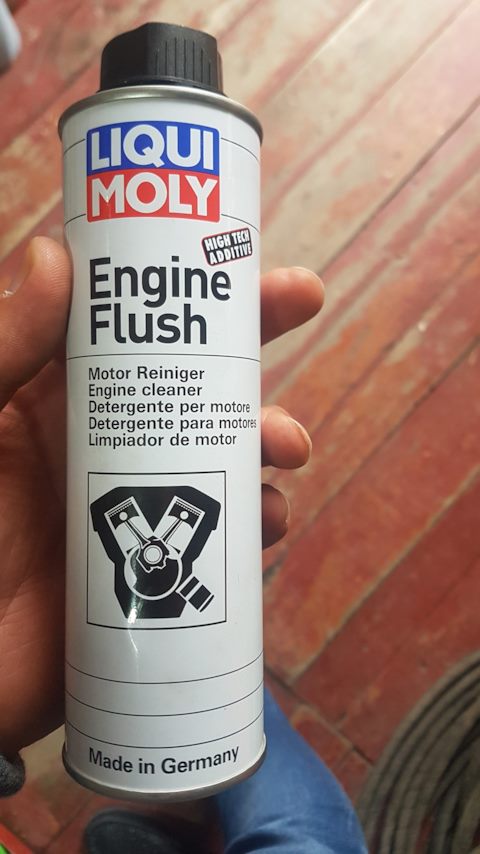 LIQUI
MOLY
HIGH TECH
ADDITIVE
Engine
Flush
Motor Reiniger
Engine cleaner
Detergente per motore
Detergente para motores
Limpiador de motor
Made in Germany